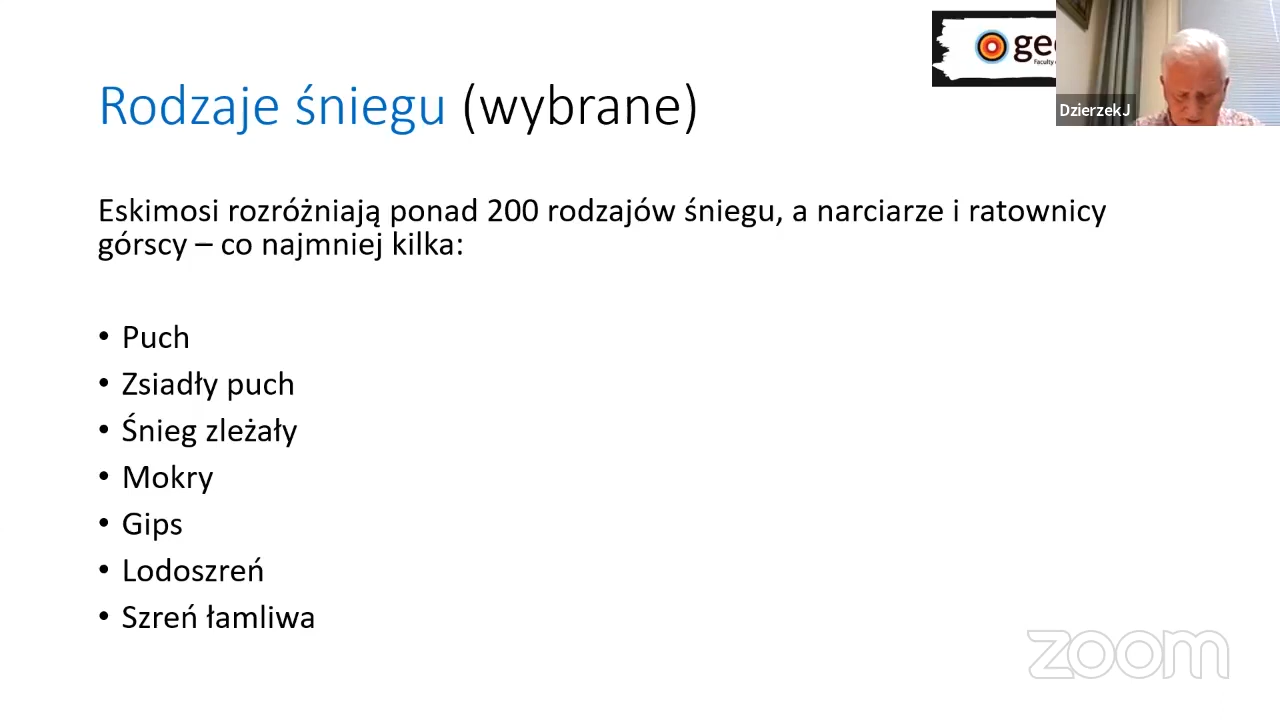 Rodzaje śniegu (wybrane)
Eskimosi rozróżniają ponad 200 rodzajów śniegu, a narciarze i ratownicy
górscy – co najmniej kilka:
• Puch
• Zsiadły puch
• Śnieg zleżały
• Mokry
• Gips
• Lodoszreń
• Szreń łamliwa
Faculty
DzierzekJ
zoom